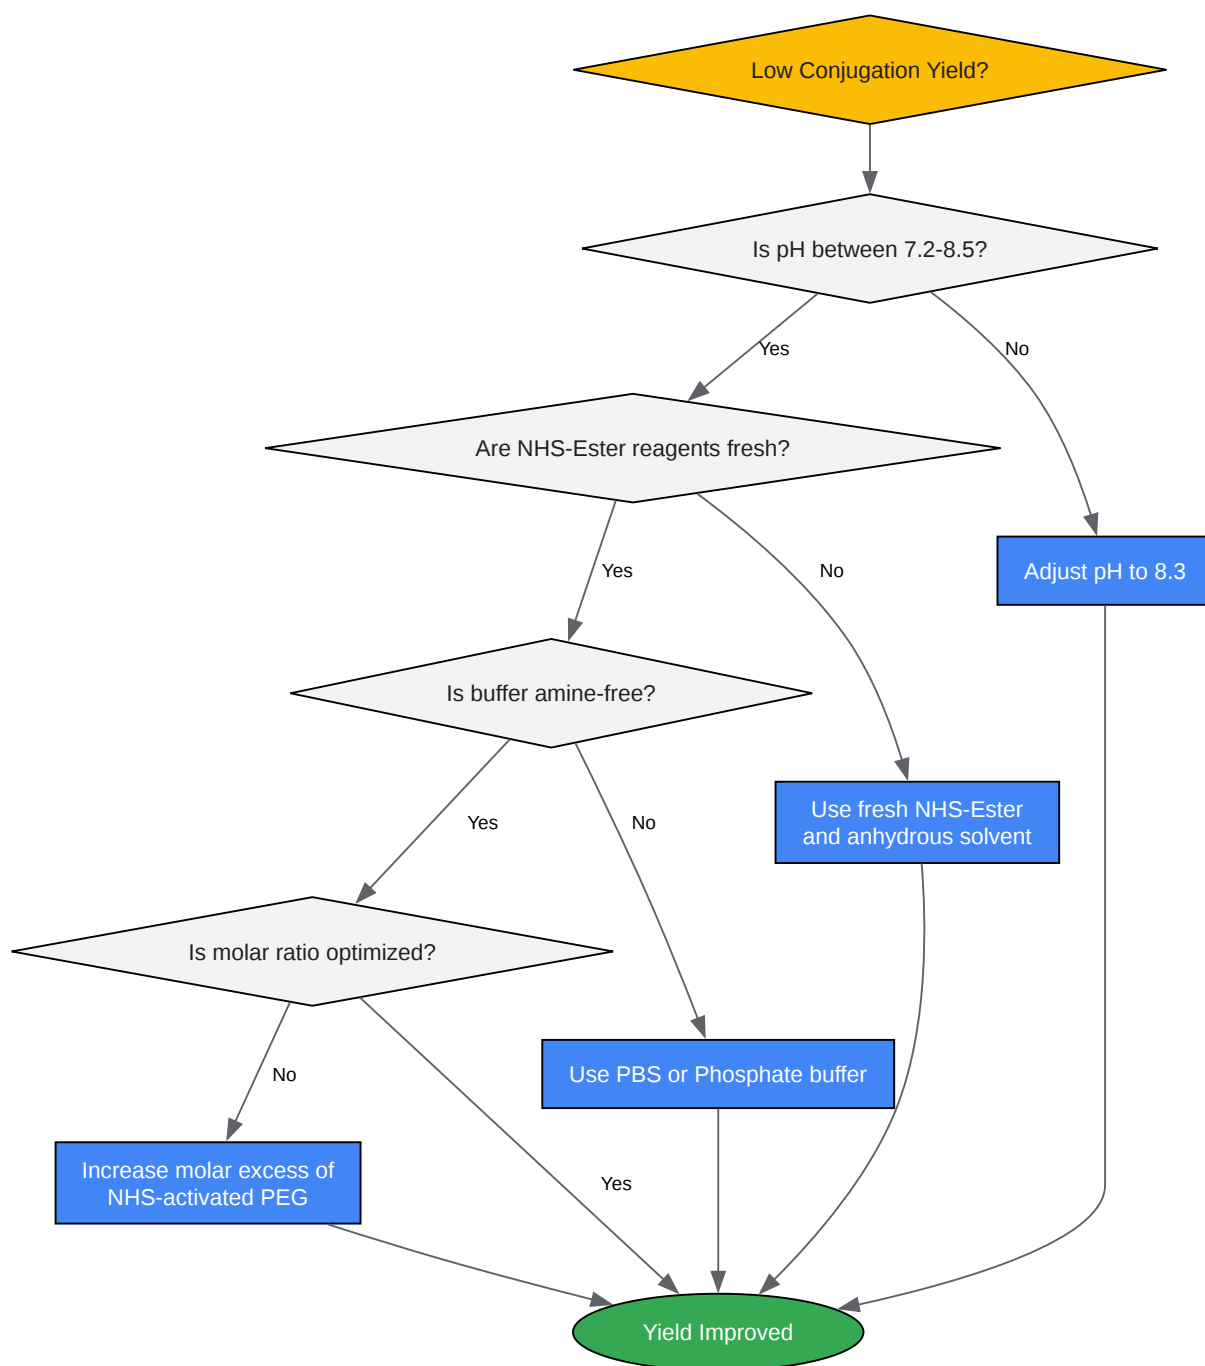 Low Conjugation Yield?
Is pH between 7.2-8.5?
Yes
No
Are NHS-Ester reagents fresh?
Yes
No
Adjust pH to 8.3
Is buffer amine-free?
Yes
No
Use fresh NHS-Ester
and anhydrous solvent
Is molar ratio optimized?
No
Yes
Use PBS or Phosphate buffer
Increase molar excess of
NHS-activated PEG
Yield Improved